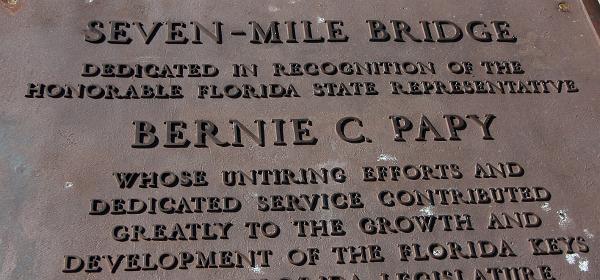 SEVEN-MILE BRIDGE
DEDICATED IN RECOGNITION OF THE
HONORABLE FLORIDA STATE REPRESENTATIVE
BERNIE C. PAPY
WHOSE UNTIRING EFFORTS AND
DEDICATED SERVICE CONTRIBUTED
GREATLY TO THE GROWTH AND
DEVELOPMENT OF THE FLORIDA KEYS
LEGISLATURE